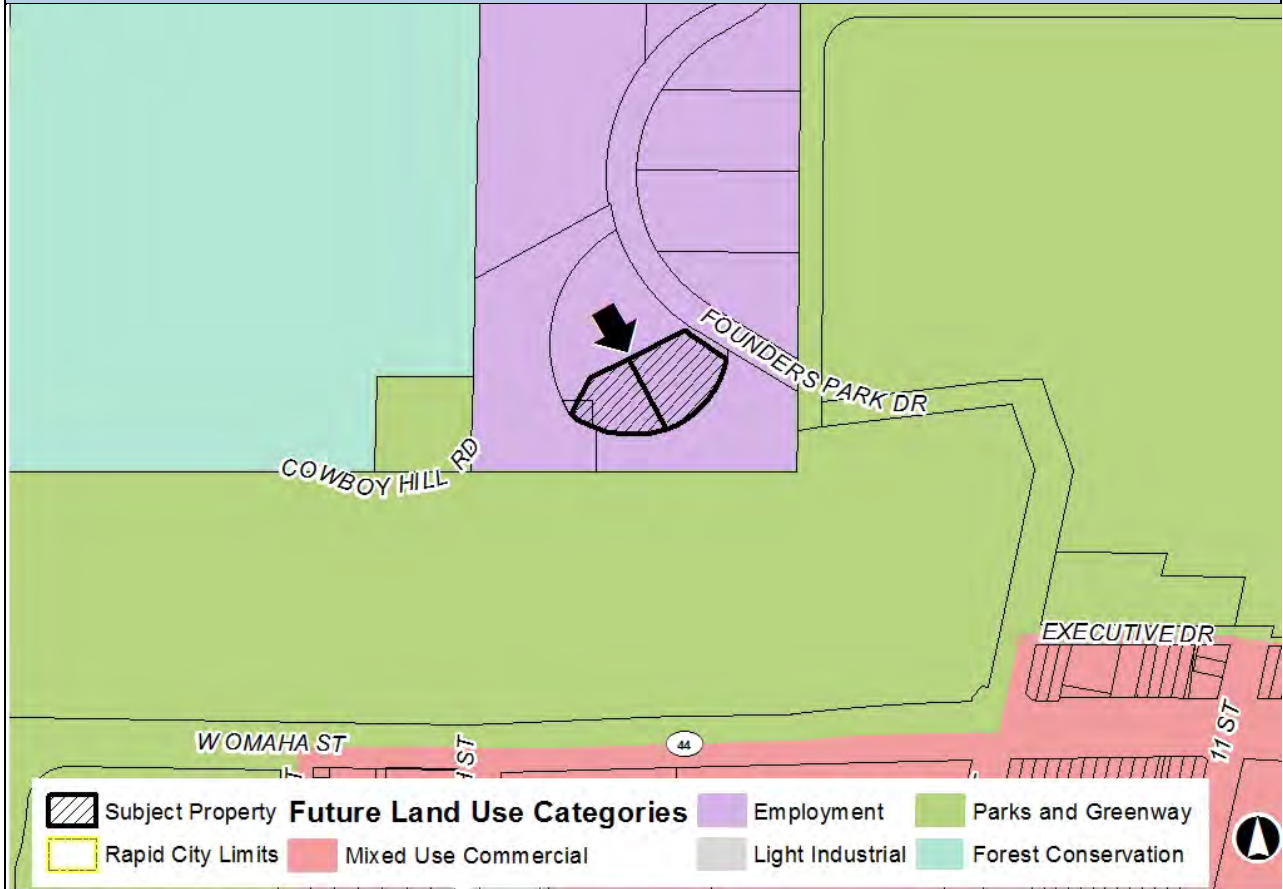 FOUNDERS PARK DR
COWBOY HILL RD
EXECUTIVE DR
W OMAHA ST
44
ST
11 ST
Subject Property
Future Land Use Categories
Employment
Parks and Greenway
Rapid City Limits
Mixed Use Commercial
Light Industrial
Forest Conservation